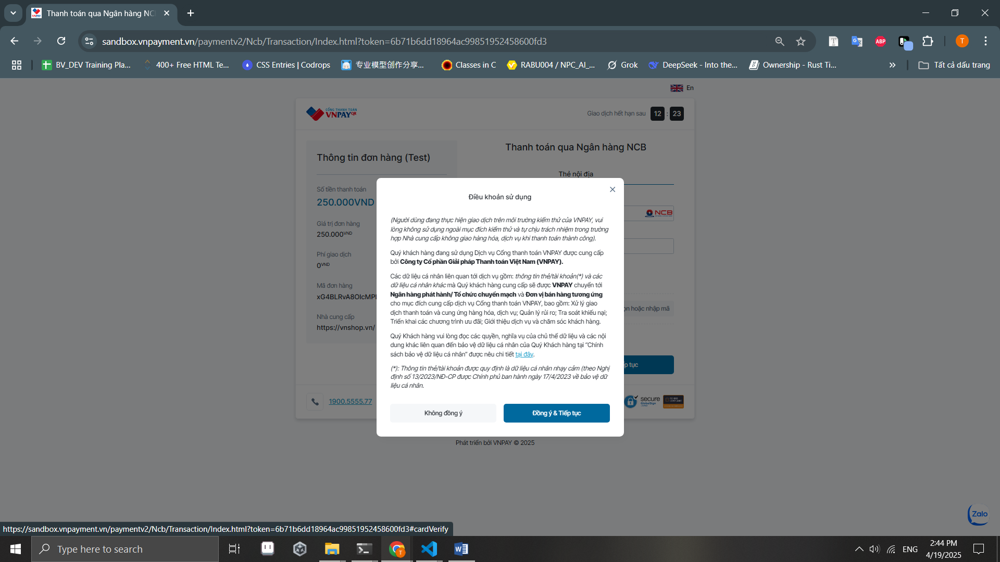 Thanh toán qua Ngân hàng NC
sandbox.vnpayment.vn/paymentv2/Ncb/Transaction/Index.html?token=6b71b6dd18964ac99851952458600fd3
T
BV_DEV Training Pla...
400+ Free HTML Te...
CSS Entries | Codrops
专业模型创作分享...
Classes in C
RABU004 / NPC_AI_...
Grok
DeepSeek - Into the...
Ownership - Rust Ti...
Tất cả dấu trang
En
CỔNG THANH TOÁN
VNPAYQR
Giao dịch hết hạn sau 12 : 23
Thông tin đơn hàng (Test)
Số tiền thanh toán
250.000VND
Giá trị đơn hàng
250.000VND
Phí giao dịch
0VND
Mã đơn hàng
Nhà cung cấp
https://vnshop.vn/
Thanh toán qua Ngân hàng NCB
Thẻ nội địa
NCB
hoặc nhập mã
tục
Điều khoản sử dụng
(Người dùng đang thực hiện giao dịch trên môi trường kiểm thử của VNPAY, vui
lòng không sử dụng ngoài mục đích kiểm thử và tự chịu trách nhiệm trong trường
hợp Nhà cung cấp không giao hàng hóa, dịch vụ khi thanh toán thành công).
Quý khách hàng đang sử dụng Dịch vụ Cổng thanh toán VNPAY được cung cấp
bởi Công ty Cổ phần Giải pháp Thanh toán Việt Nam (VNPAY).
Các dữ liệu cá nhân liên quan tới dịch vụ gồm: thông tin thẻ/tài khoản(*) và các
dữ liệu cá nhân khác mà Quý khách hàng cung cấp sẽ được VNPAY chuyển tới
Ngân hàng phát hành/ Tổ chức chuyển mạch và Đơn vị bán hàng tương ứng
cho mục đích cung cấp dịch vụ Cổng thanh toán VNPAY, bao gồm: Xử lý giao
dịch thanh toán và cung ứng hàng hóa, dịch vụ; Quản lý rủi ro; Tra soát khiếu nại;
Triển khai các chương trình ưu đãi; Giới thiệu dịch vụ và chăm sóc khách hàng.
Quý Khách hàng vui lòng đọc các quyền, nghĩa vụ của chủ thể dữ liệu và các nội
dung khác liên quan đến bảo vệ dữ liệu cá nhân của Quý Khách hàng tại “Chính
sách bảo vệ dữ liệu cá nhân” được nêu chi tiết tại đây.
(*): Thông tin thẻ/tài khoản được quy định là dữ liệu cá nhân nhạy cảm (theo Nghị
định số 13/2023/NĐ-CP được Chính phủ ban hành ngày 17/4/2023 về bảo vệ dữ
liệu cá nhân.
Không đồng ý
Đồng ý & Tiếp tục
1900.5555.77
secure
GlobalSign
Phát triển bởi VNPAY © 2025
Zalo
https://sandbox.vnpayment.vn/paymentv2/Ncb/Transaction/Index.html?token=6b71b6dd18964ac99851952458600fd3#cardVerify
Type here to search
ENG
2:44 PM
4/19/2025